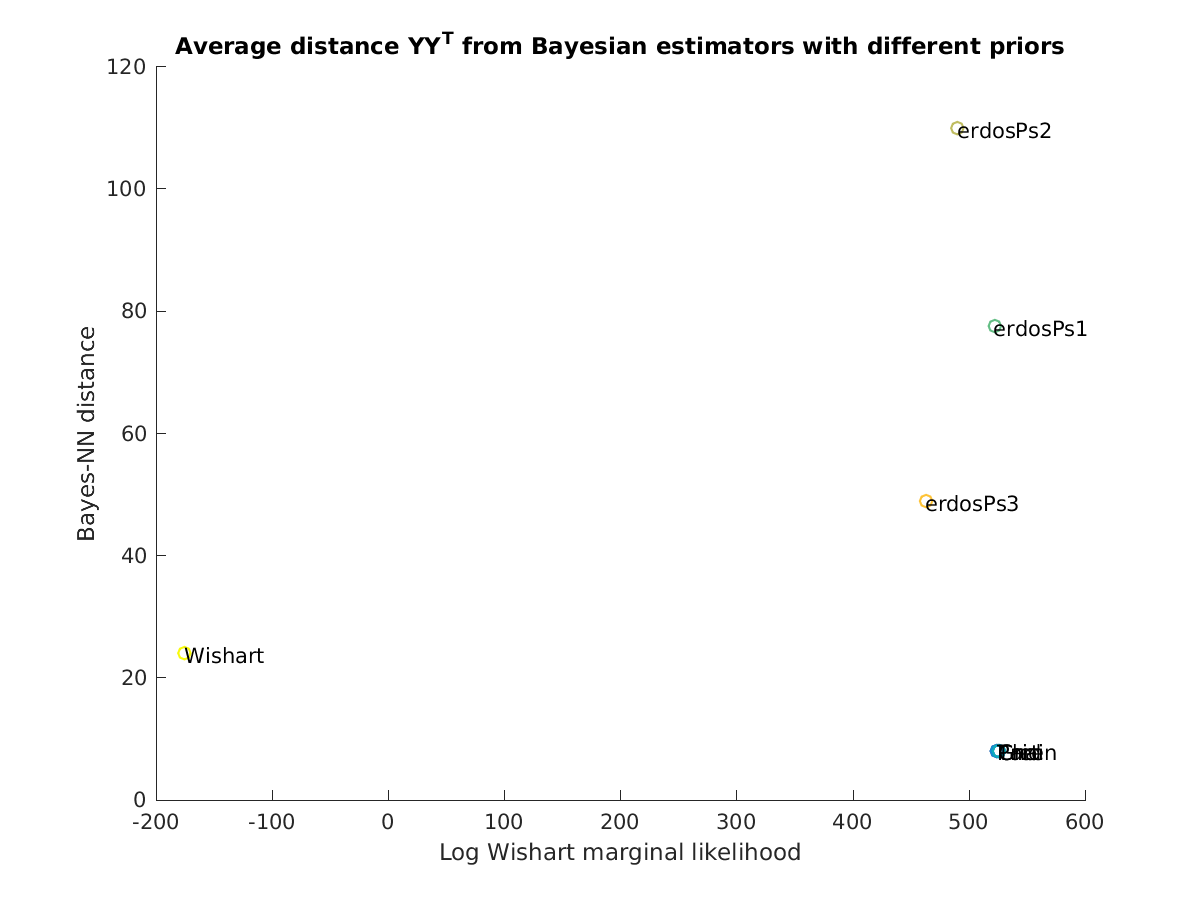 Average distance YY^T from Bayesian estimators with different priors
120
100
80
60
40
20
0
-200 -100 0 100 200 300 400 500 600
Bayes-NN distance
Log Wishart marginal likelihood
erdosPs2
erdosPs1
erdosPs3
Wishart